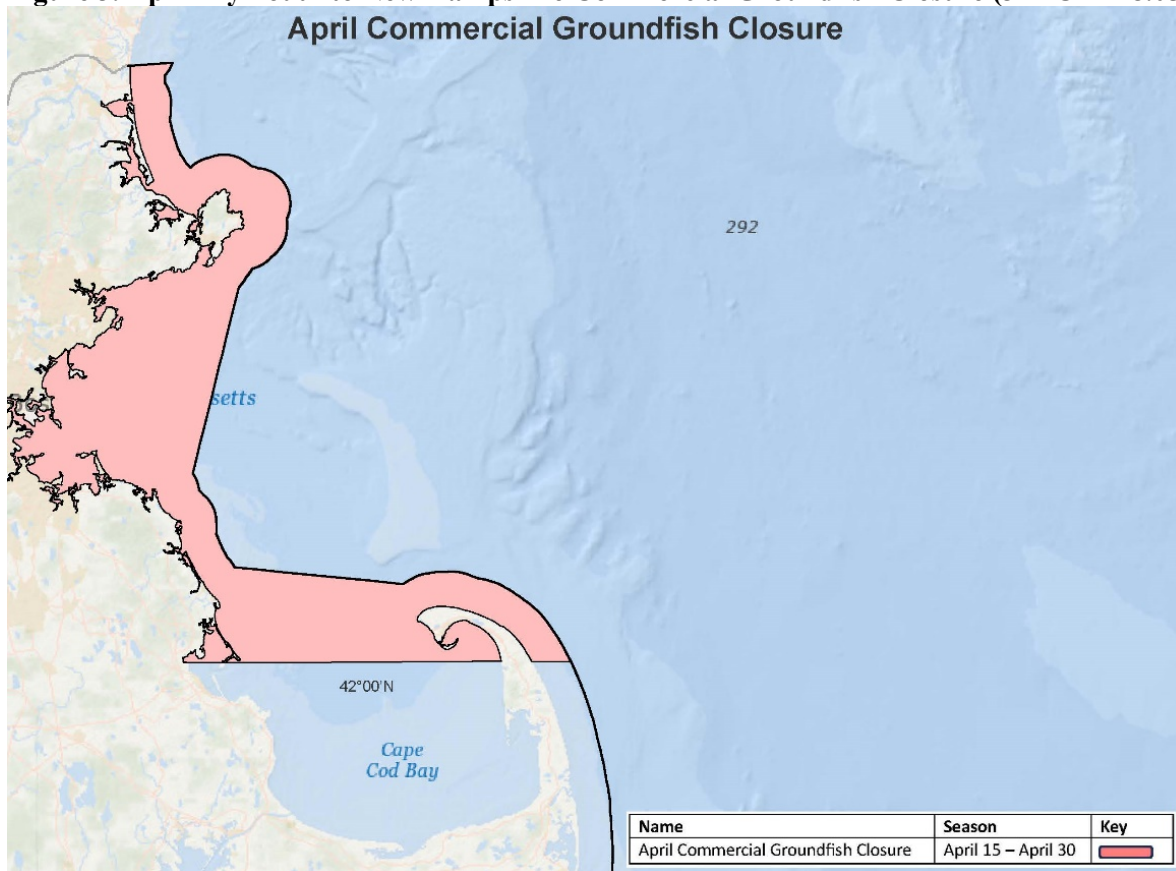 April Commercial Groundfish Closure
292
setts
42°00'N
Cape
Cod Bay
Name Season Key
April Commercial Groundfish Closure April 15 – April 30